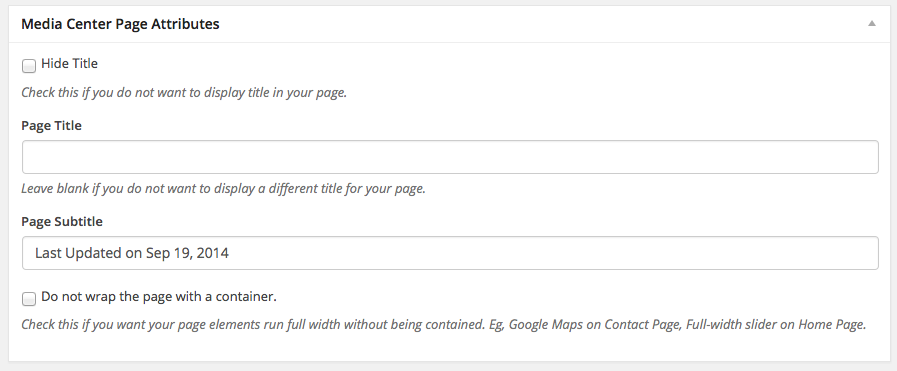 Media Center Page Attributes
Hide Title
Check this if you do not want to display title in your page.
Page Title
Leave blank if you do not want to display a different title for your page.
Page Subtitle
Last Updated on Sep 19, 2014
Do not wrap the page with a container.
Check this if you want your page elements run full width without being contained. Eg, Google Maps on Contact Page, Full-width slider on Home Page.